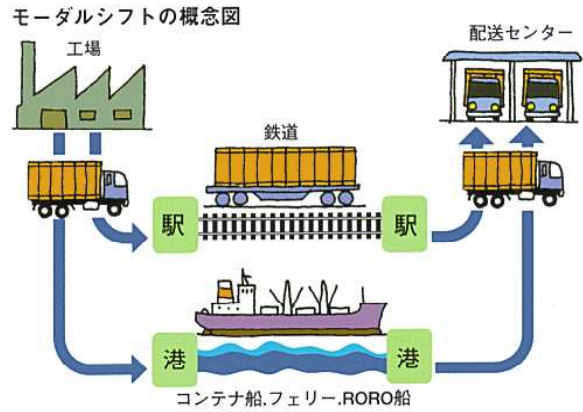 モーダルシフトの概念図
工場
配送センター
鉄道
駅
駅
港
港
コンテナ船.フェリー.RORO船